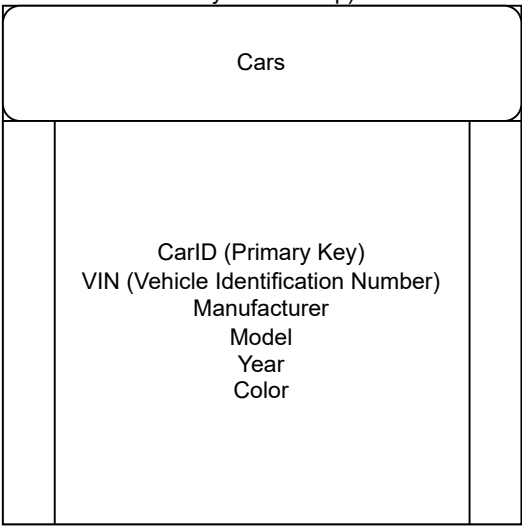 Cars
CarID (Primary Key)
VIN (Vehicle Identification Number)
Manufacturer
Model
Year
Color